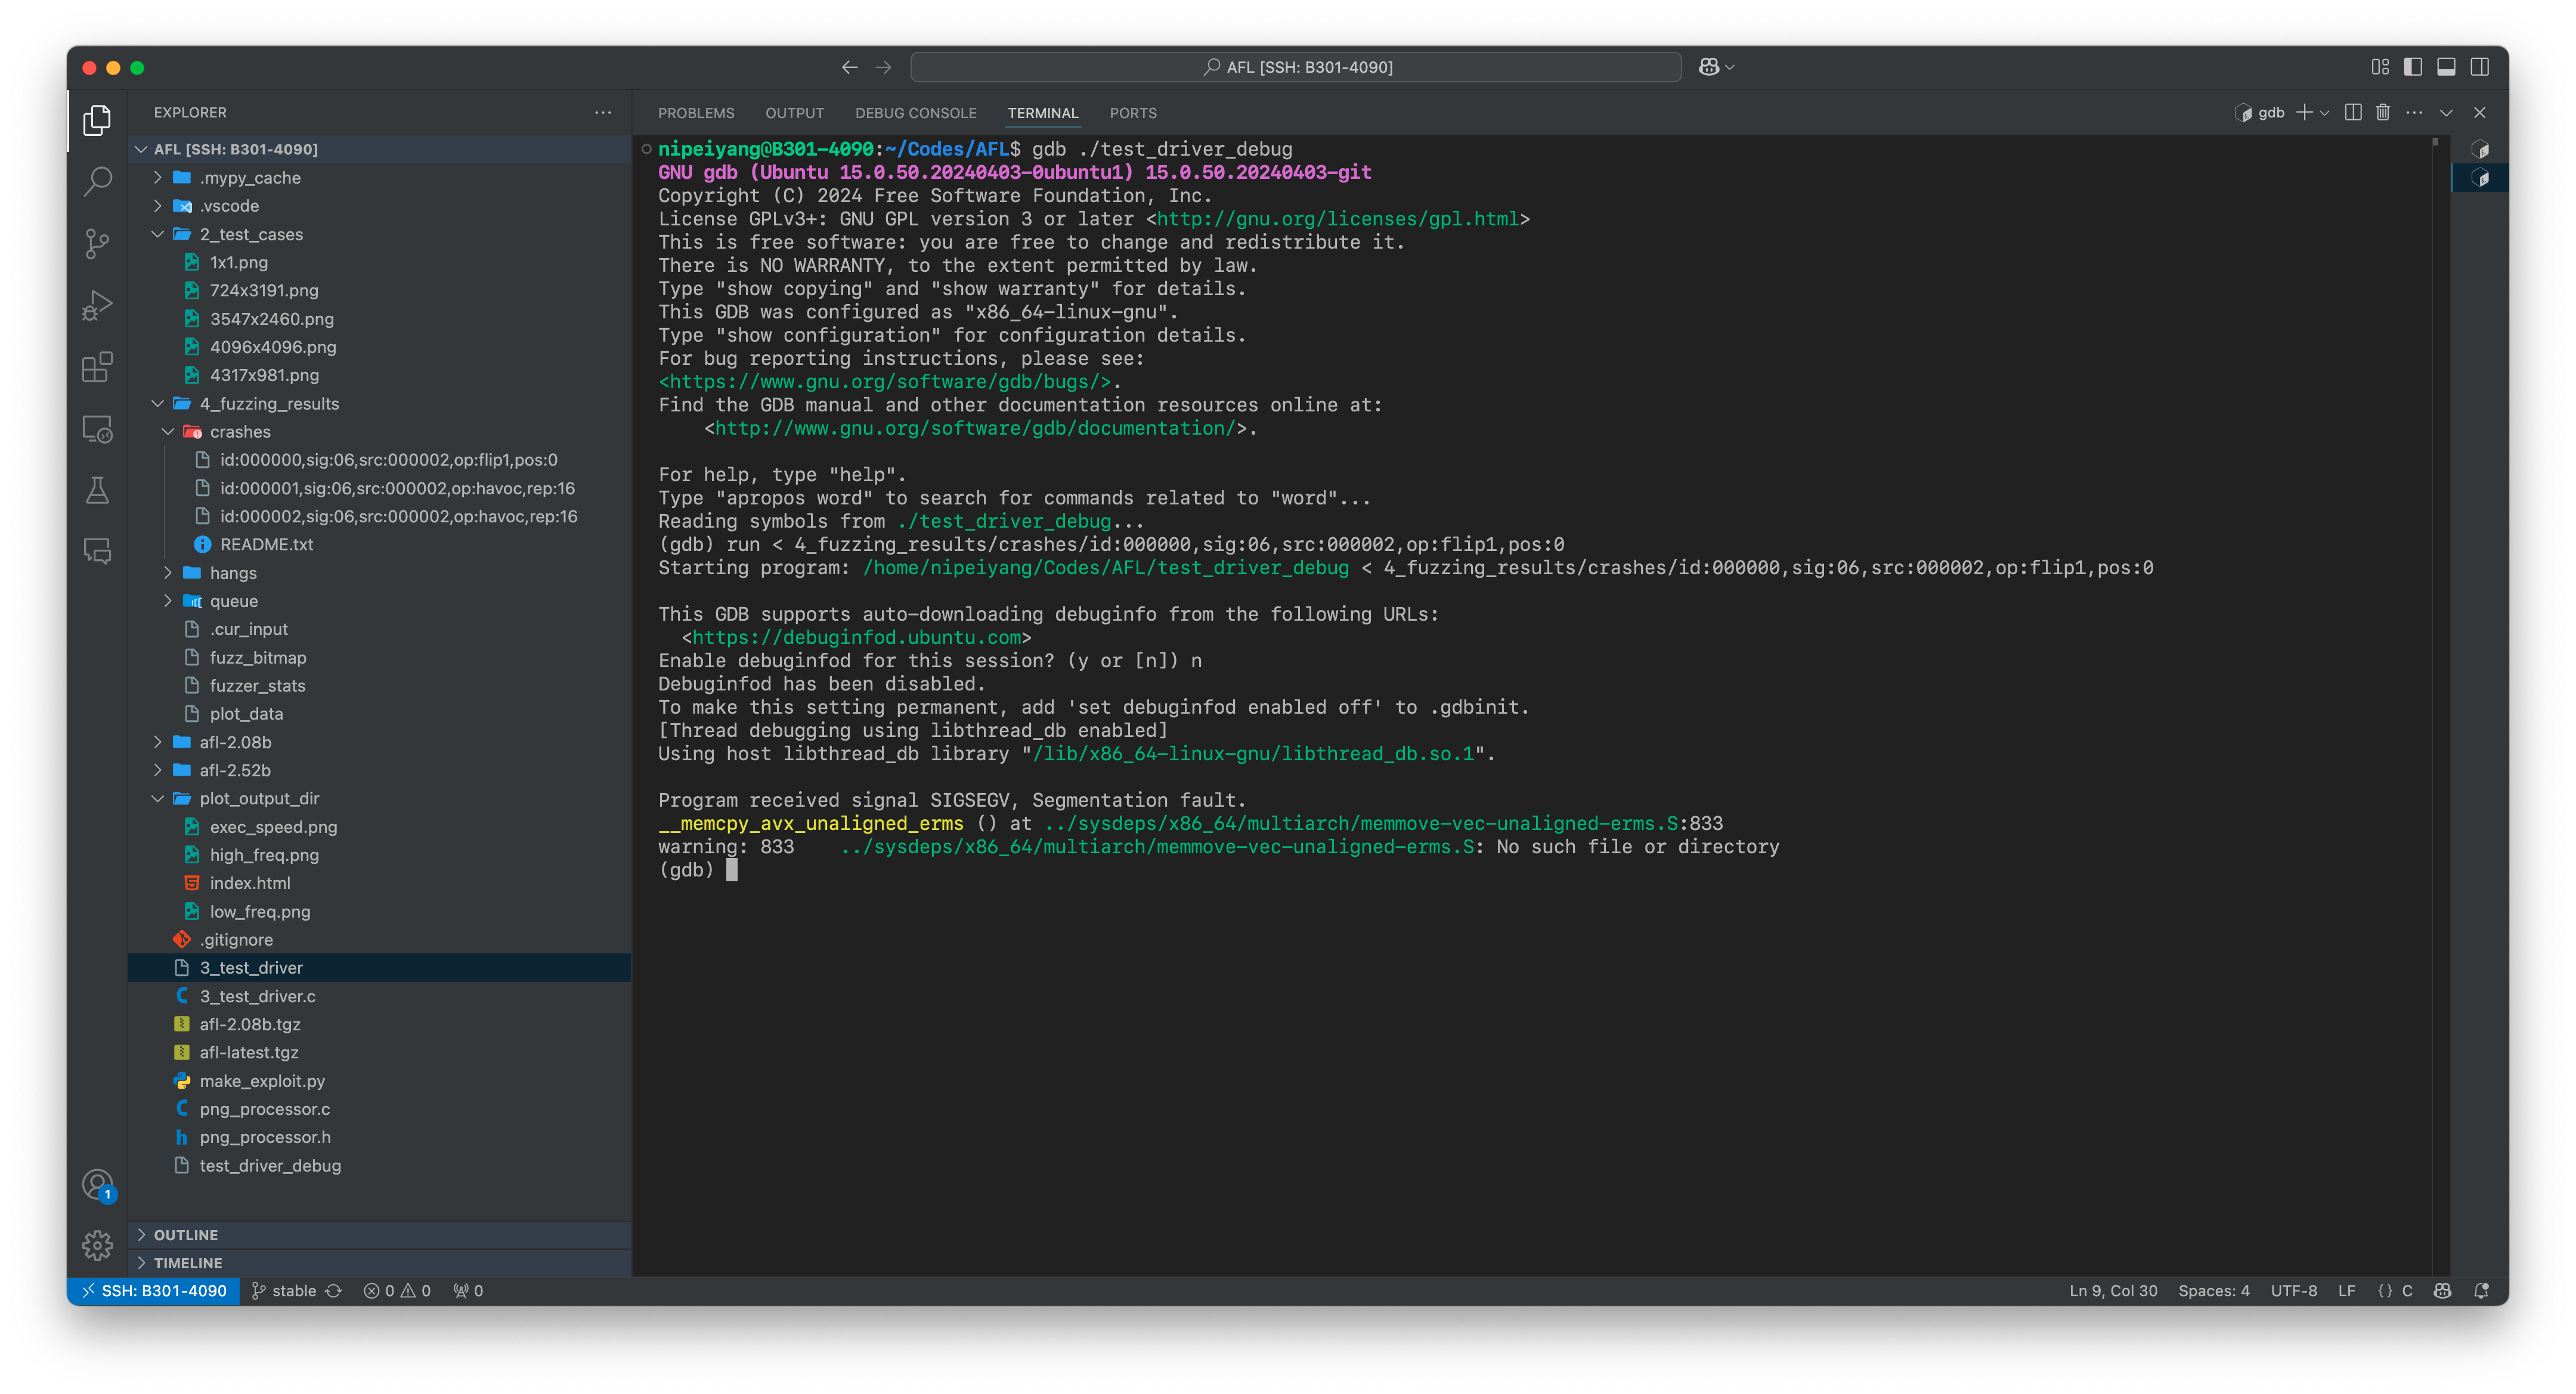 AFL [SSH: B301-4090]
EXPLORER
AFL [SSH: B301-4090]
.mypy_cache
.vscode
2_test_cases
1x1.png
724x3191.png
3547x2460.png
4096x4096.png
4317x981.png
4_fuzzing_results
crashes
id:000000,sig:06,src:000002,op:flip1,pos:0
id:000001,sig:06,src:000002,op:havoc,rep:16
id:000002,sig:06,src:000002,op:havoc,rep:16
README.txt
hangs
queue
.cur_input
fuzz_bitmap
fuzzer_stats
plot_data
afl-2.08b
afl-2.52b
plot_output_dir
exec_speed.png
high_freq.png
index.html
low_freq.png
.gitignore
3_test_driver
3_test_driver.c
afl-2.08b.tgz
afl-latest.tgz
make_exploit.py
png_processor.c
png_processor.h
test_driver_debug
OUTLINE
TIMELINE
1
PROBLEMS OUTPUT DEBUG CONSOLE TERMINAL PORTS
gdb
nipeiyang@B301-4090:~/Codes/AFL$ gdb ./test_driver_debug
GNU gdb (Ubuntu 15.0.50.20240403-0ubuntu1) 15.0.50.20240403-git
Copyright (C) 2024 Free Software Foundation, Inc.
License GPLv3+: GNU GPL version 3 or later <http://gnu.org/licenses/gpl.html>
This is free software: you are free to change and redistribute it.
There is NO WARRANTY, to the extent permitted by law.
Type "show copying" and "show warranty" for details.
This GDB was configured as "x86_64-linux-gnu".
Type "show configuration" for configuration details.
For bug reporting instructions, please see:
<https://www.gnu.org/software/gdb/bugs/>.
Find the GDB manual and other documentation resources online at:
<http://www.gnu.org/software/gdb/documentation/>.
For help, type "help".
Type "apropos word" to search for commands related to "word"...
Reading symbols from ./test_driver_debug...
(gdb) run < 4_fuzzing_results/crashes/id:000000,sig:06,src:000002,op:flip1,pos:0
Starting program: /home/nipeiyang/Codes/AFL/test_driver_debug < 4_fuzzing_results/crashes/id:000000,sig:06,src:000002,op:flip1,pos:0
This GDB supports auto-downloading debuginfo from the following URLs:
<https://debuginfod.ubuntu.com>
Enable debuginfod for this session? (y or [n]) n
Debuginfod has been disabled.
To make this setting permanent, add 'set debuginfod enabled off' to .gdbinit.
[Thread debugging using libthread_db enabled]
Using host libthread_db library "/lib/x86_64-linux-gnu/libthread_db.so.1".
Program received signal SIGSEGV, Segmentation fault.
__memcpy_avx_unaligned_erms () at ../sysdeps/x86_64/multiarch/memmove-vec-unaligned-erms.S:833
warning: 833 ../sysdeps/x86_64/multiarch/memmove-vec-unaligned-erms.S: No such file or directory
(gdb)
SSH: B301-4090 stable 0 0 0 Ln 9, Col 30 Spaces: 4 UTF-8 LF {} C